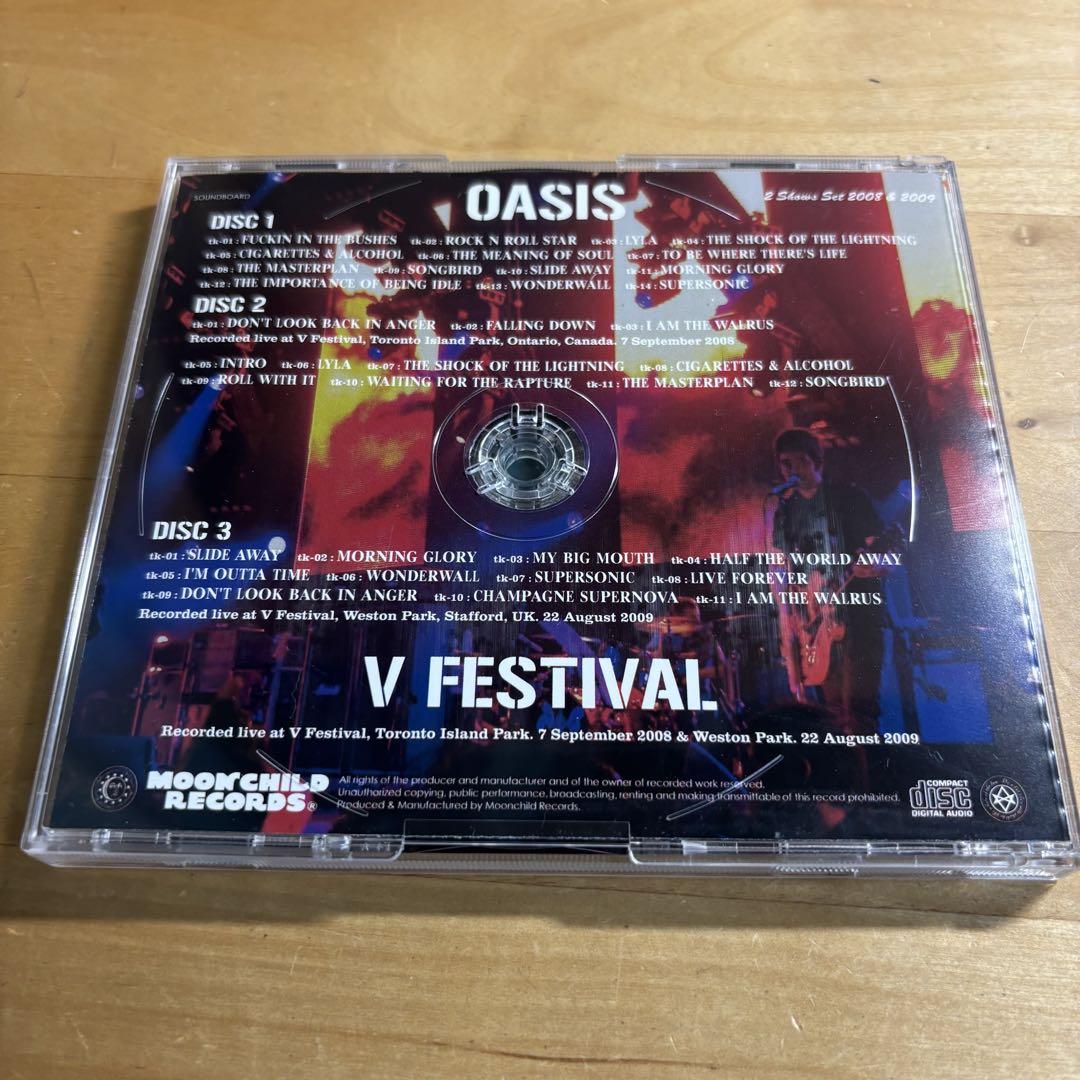 SOUNDBOARD
OASIS
2 Shows Set 2008 & 2009
DISC 1
tk-01 : FUCKIN IN THE BUSHES tk-02 : ROCK N ROLL STAR tk-03 : LYLA tk-04 : THE SHOCK OF THE LIGHTNING
tk-05 : CIGARETTES & ALCOHOL tk-06 : THE MEANING OF SOUL tk-07 : TO BE WHERE THERE'S LIFE
tk-08 : THE MASTERPLAN tk-09 : SONGBIRD tk-10 : SLIDE AWAY tk-11 : MORNING GLORY
tk-12 : THE IMPORTANCE OF BEING IDLE tk-13 : WONDERWALL tk-14 : SUPERSONIC
DISC 2
tk-01 : DON'T LOOK BACK IN ANGER tk-02 : FALLING DOWN tk-03 : I AM THE WALRUS
Recorded live at V Festival, Toronto Island Park, Ontario, Canada. 7 September 2008
tk-05 : INTRO tk-06 : LYLA tk-07 : THE SHOCK OF THE LIGHTNING tk-08 : CIGARETTES & ALCOHOL
tk-09 : ROLL WITH IT tk-10 : WAITING FOR THE RAPTURE tk-11 : THE MASTERPLAN tk-12 : SONGBIRD
DISC 3
tk-01 : SLIDE AWAY tk-02 : MORNING GLORY tk-03 : MY BIG MOUTH tk-04 : HALF THE WORLD AWAY
tk-05 : I'M OUTTA TIME tk-06 : WONDERWALL tk-07 : SUPERSONIC tk-08 : LIVE FOREVER
tk-09 : DON'T LOOK BACK IN ANGER tk-10 : CHAMPAGNE SUPERNOVA tk-11 : I AM THE WALRUS
Recorded live at V Festival, Weston Park, Stafford, UK. 22 August 2009
V FESTIVAL
Recorded live at V Festival, Toronto Island Park. 7 September 2008 & Weston Park. 22 August 2009
MOONCHILD
RECORDS®
All rights of the producer and manufacturer and of the owner of recorded work reserved.
Unauthorized copying, public performance, broadcasting, renting and making transmittable of this record prohibited.
Produced & Manufactured by Moonchild Records.
COMPACT
disc
DIGITAL AUDIO